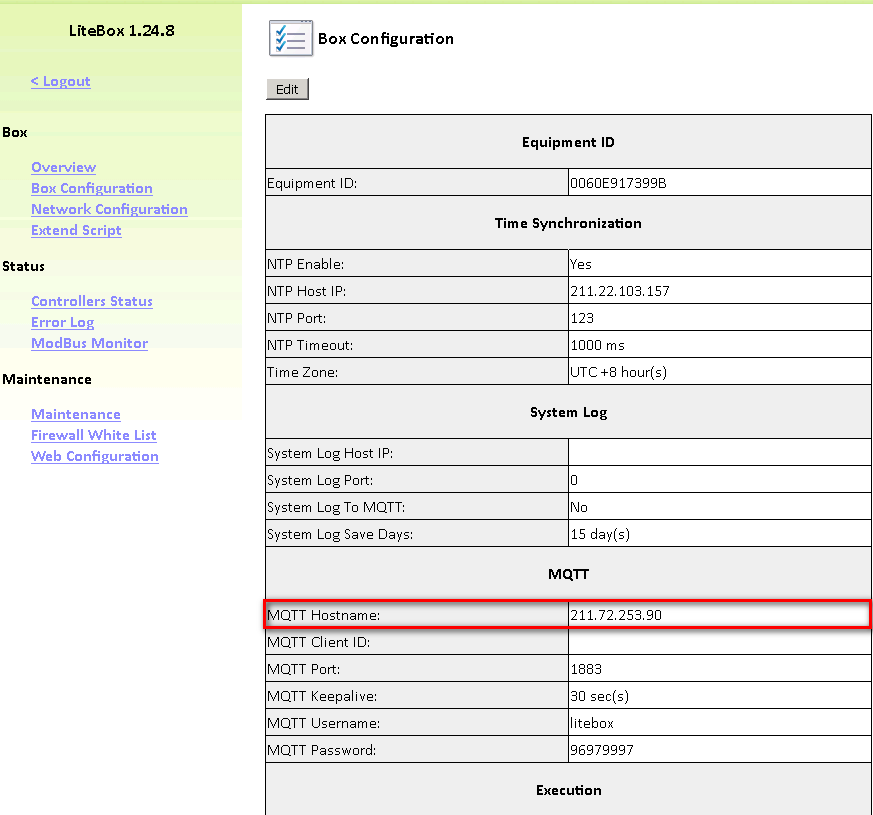 LiteBox 1.24.8
< Logout
Box
Overview
Box Configuration
Network Configuration
Extend Script
Status
Controllers Status
Error Log
ModBus Monitor
Maintenance
Maintenance
Firewall White List
Web Configuration
Box Configuration
Edit
Equipment ID
Equipment ID: 0060E917399B
Time Synchronization
NTP Enable: Yes
NTP Host IP: 211.22.103.157
NTP Port: 123
NTP Timeout: 1000 ms
Time Zone: UTC +8 hour(s)
System Log
System Log Host IP:
System Log Port: 0
System Log To MQTT: No
System Log Save Days: 15 day(s)
MQTT
MQTT Hostname: 211.72.253.90
MQTT Client ID:
MQTT Port: 1883
MQTT Keepalive: 30 sec(s)
MQTT Username: litebox
MQTT Password: 96979997
Execution